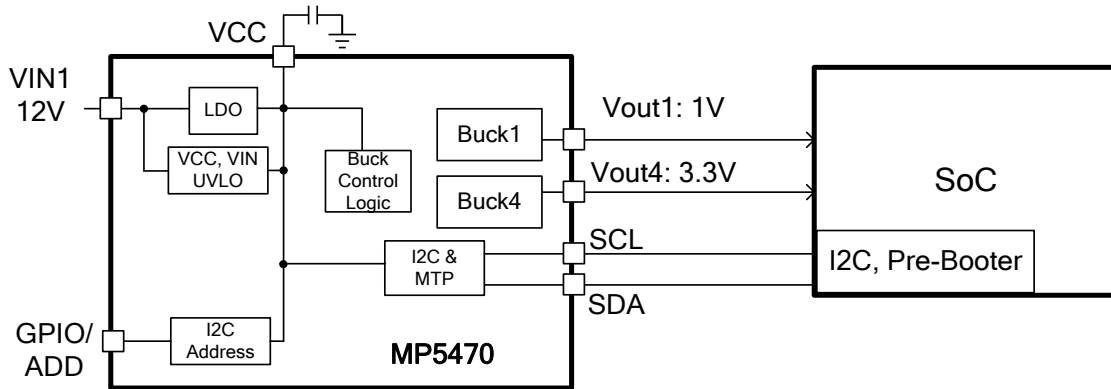 VCC
VIN1
12V
LDO
VCC, VIN
UVLO
Buck
Control
Logic
Buck1
Buck4
Vout1: 1V
Vout4: 3.3V
SoC
I2C &
MTP
SCL
SDA
I2C, Pre-Booter
GPIO/
ADD
I2C
Address
MP5470